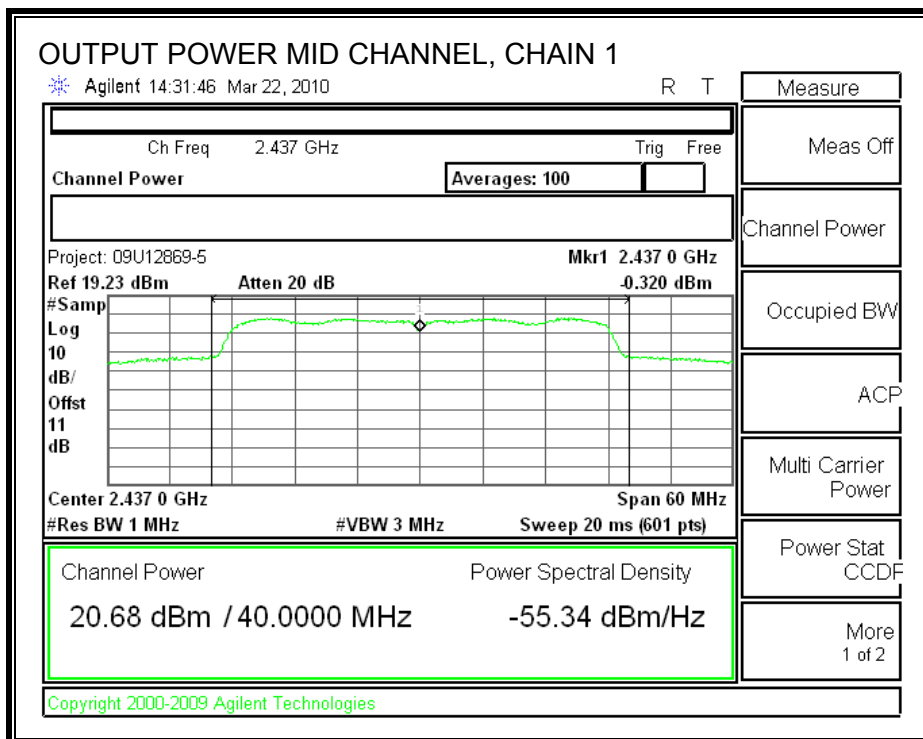 OUTPUT POWER MID CHANNEL, CHAIN 1
Agilent 14:31:46 Mar 22, 2010 R T
Measure
Ch Freq 2.437 GHz Trig Free
Meas Off
Channel Power Averages: 100
Channel Power
Project: 09U12869-5 Mkr1 2.437 0 GHz
Ref 19.23 dBm Atten 20 dB -0.320 dBm
#Samp
Log
10
dB/
Offst
11
dB
1
Occupied BW
ACP
Multi Carrier
Power
Center 2.437 0 GHz Span 60 MHz
#Res BW 1 MHz #VBW 3 MHz Sweep 20 ms (601 pts)
Power Stat
CCDF
Channel Power Power Spectral Density
20.68 dBm / 40.0000 MHz -55.34 dBm/Hz
More
1 of 2
Copyright 2000-2009 Agilent Technologies